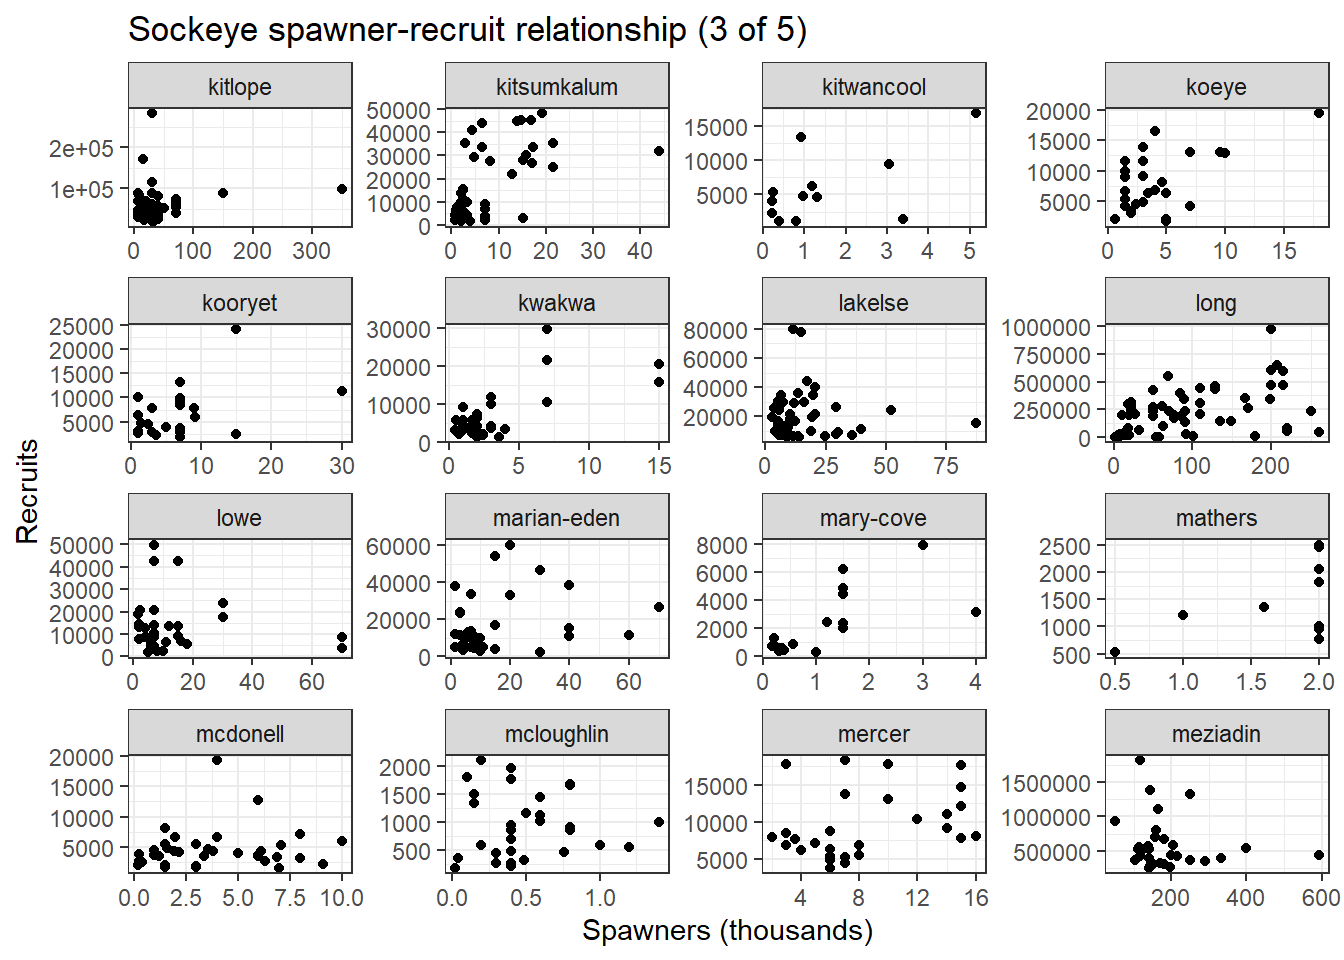 Sockeye spawner-recruit relationship (3 of 5)
kitlope kitsumkalum kitwancool koeye
2e+05 1e+05
50000 40000 30000 20000 10000 0
15000 10000 5000
20000 15000 10000 5000
0 100 200 300
0 10 20 30 40
0 1 2 3 4 5
0 5 10 15
kooryet kwakwa lakelse long
25000 20000 15000 10000 5000
30000 20000 10000 0
80000 60000 40000 20000
1000000 750000 500000 250000 0
0 10 20 30
0 5 10 15
0 25 50 75
0 100 200
Recruits
lowe marian-eden mary-cove mathers
50000 40000 30000 20000 10000 0
60000 40000 20000 0
8000 6000 4000 2000 0
2500 2000 1500 1000 500
0 20 40 60
0 20 40 60
0 1 2 3 4
0.5 1.0 1.5 2.0
mcdonell mcloughlin mercer meziadin
20000 15000 10000 5000
2000 1500 1000 500
15000 10000 5000
1500000 1000000 500000
0.0 2.5 5.0 7.5 10.0
0.0 0.5 1.0
4 8 12 16
200 400 600
Spawners (thousands)